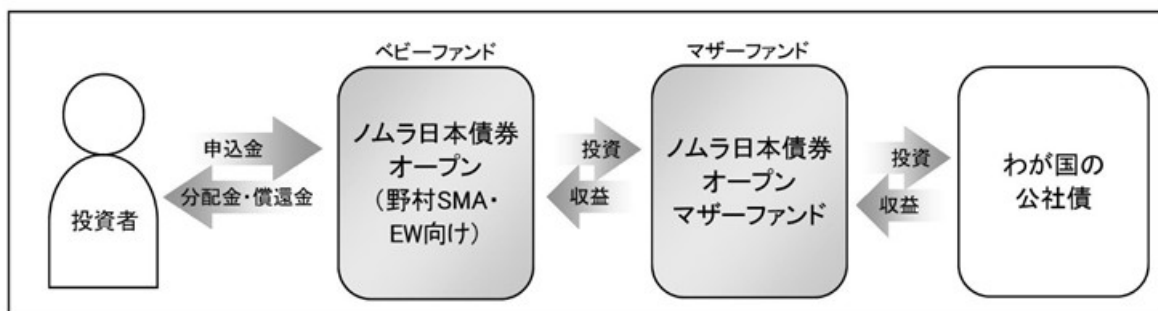 ベビーファンド
マザーファンド
投資者
申込金
分配金・償還金
ノムラ日本債券
オープン
(野村SMA・
EW向け)
投資
収益
ノムラ日本債券
オープン
マザーファンド
投資
収益
わが国の
公社債